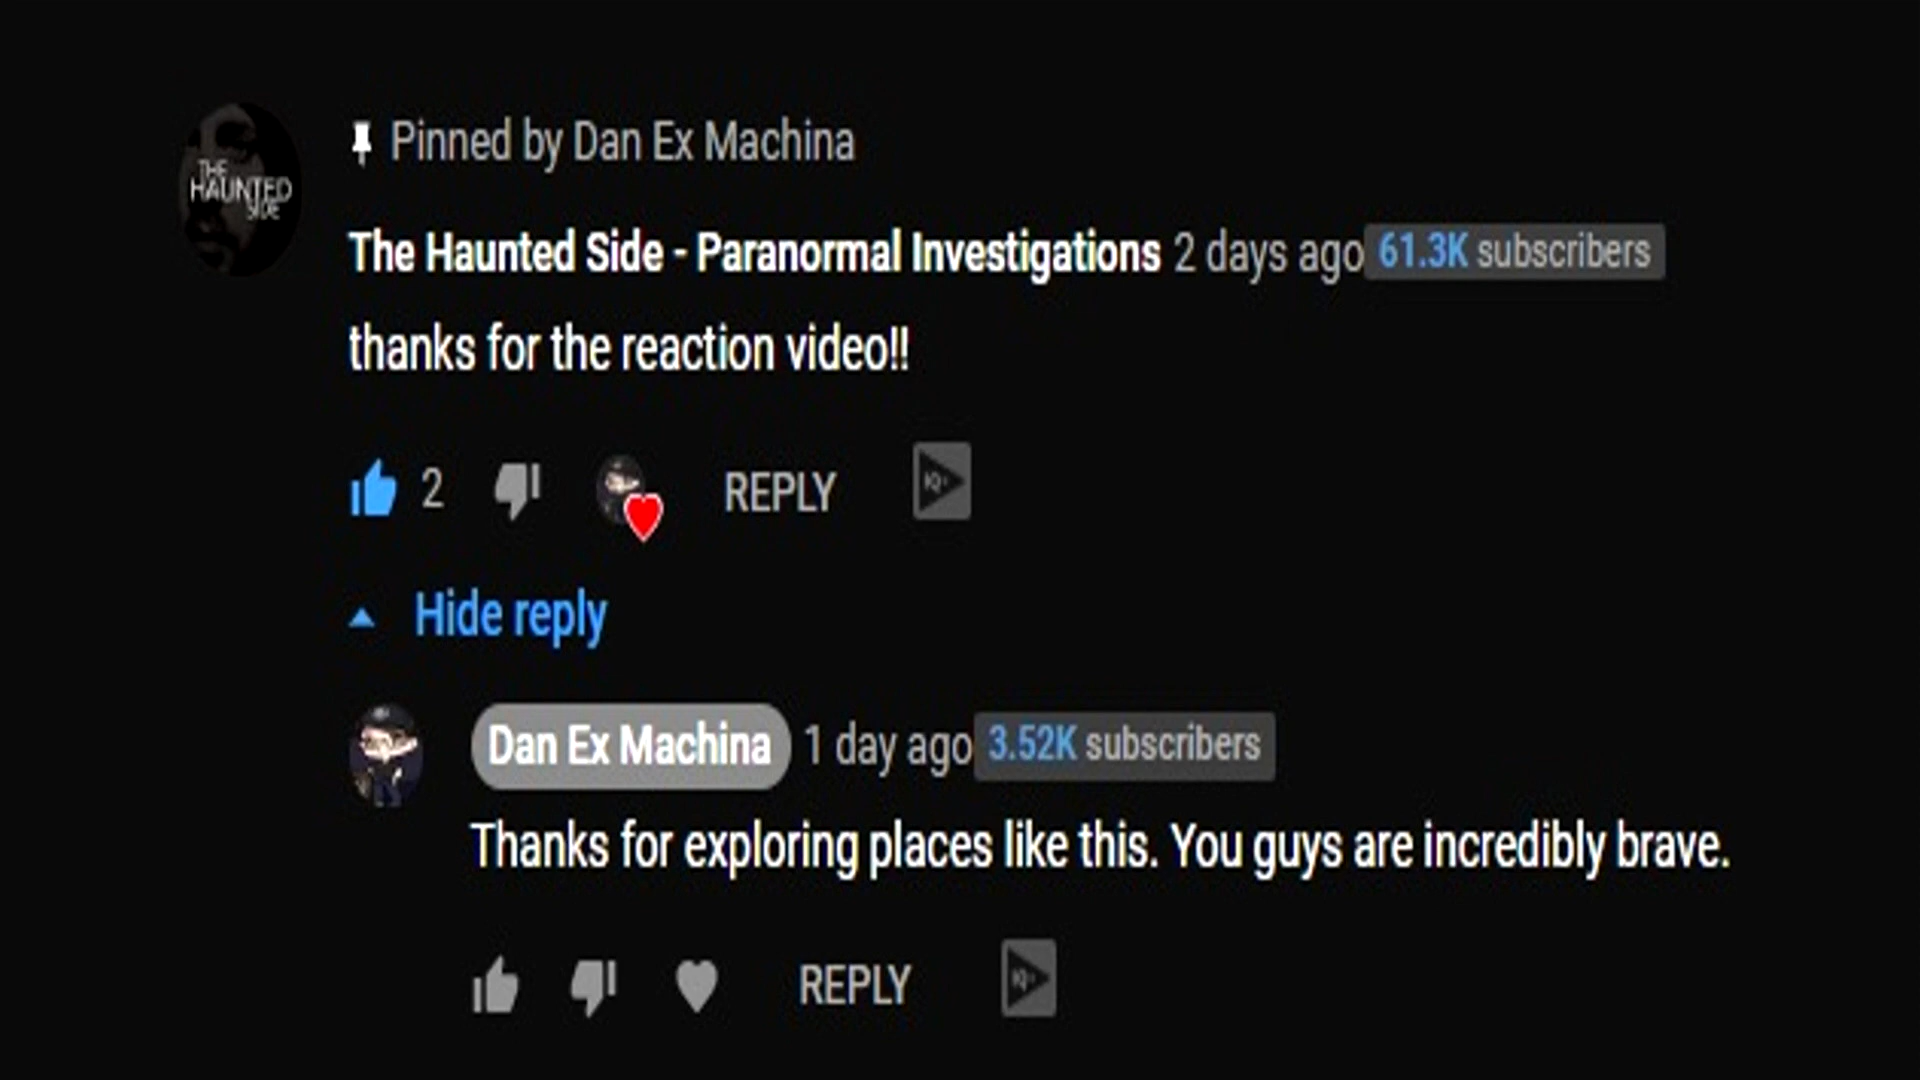 THE
HAUNTED
SIDE
Pinned by Dan Ex Machina
The Haunted Side - Paranormal Investigations 2 days ago 61.3K subscribers
thanks for the reaction video!!
2 REPLY IQ
Hide reply
Dan Ex Machina 1 day ago 3.52K subscribers
Thanks for exploring places like this. You guys are incredibly brave.
REPLY IQ